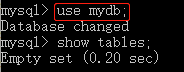 mysql> use mydb;
Database changed
mysql> show tables;
Empty set (0.20 sec)